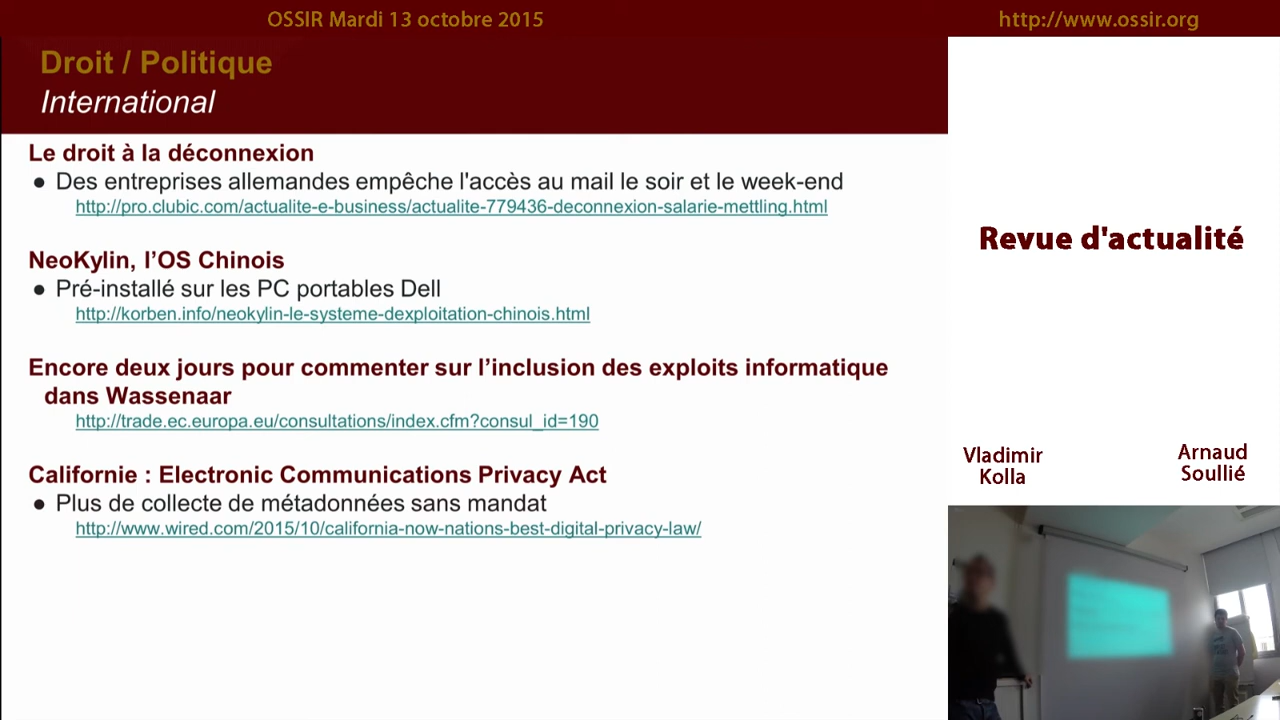 OSSIR Mardi 13 octobre 2015
http://www.ossir.org
Droit / Politique
International
Le droit à la déconnexion
● Des entreprises allemandes empêche l'accès au mail le soir et le week-end
http://pro.clubic.com/actualite-e-business/actualite-779436-deconnexion-salarie-mettling.html
NeoKylin, l’OS Chinois
● Pré-installé sur les PC portables Dell
http://korben.info/neokylin-le-systeme-dexploitation-chinois.html
Encore deux jours pour commenter sur l’inclusion des exploits informatique
dans Wassenaar
http://trade.ec.europa.eu/consultations/index.cfm?consul_id=190
Californie : Electronic Communications Privacy Act
● Plus de collecte de métadonnées sans mandat
http://www.wired.com/2015/10/california-now-nations-best-digital-privacy-law/
Revue d'actualité
Vladimir
Kolla
Arnaud
Soullié